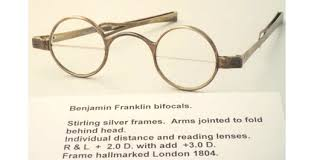 Benjamin Franklin bifocals.
Stirling silver frames. Arms jointed to fold
behind head.
Individual distance and reading lenses.
R & L + 2.0 D. with add +3.0 D.
Frame hallmarked London 1804.